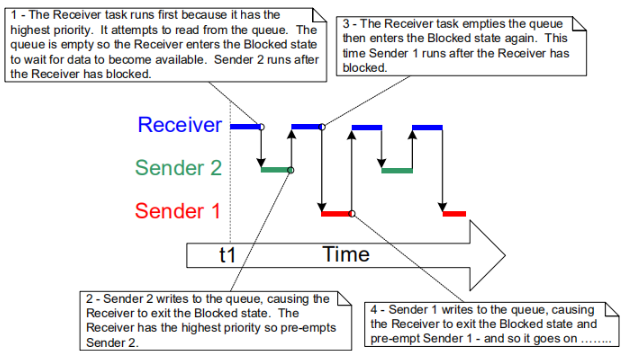 1 - The Receiver task runs first because it has the
highest priority.  It attempts to read from the queue.  The
queue is empty so the Receiver enters the Blocked state
to wait for data to become available.  Sender 2 runs after
the Receiver has blocked.
3 - The Receiver task empties the queue
then enters the Blocked state again.  This
time Sender 1 runs after the Receiver has
blocked.
Receiver
Sender 2
Sender 1
t1
Time
2 - Sender 2 writes to the queue, causing the
Receiver to exit the Blocked state.  The
Receiver has the highest priority so pre-empts
Sender 2.
4 - Sender 1 writes to the queue, causing
the Receiver to exit the Blocked state and
pre-empt Sender 1 - and so it goes on ........